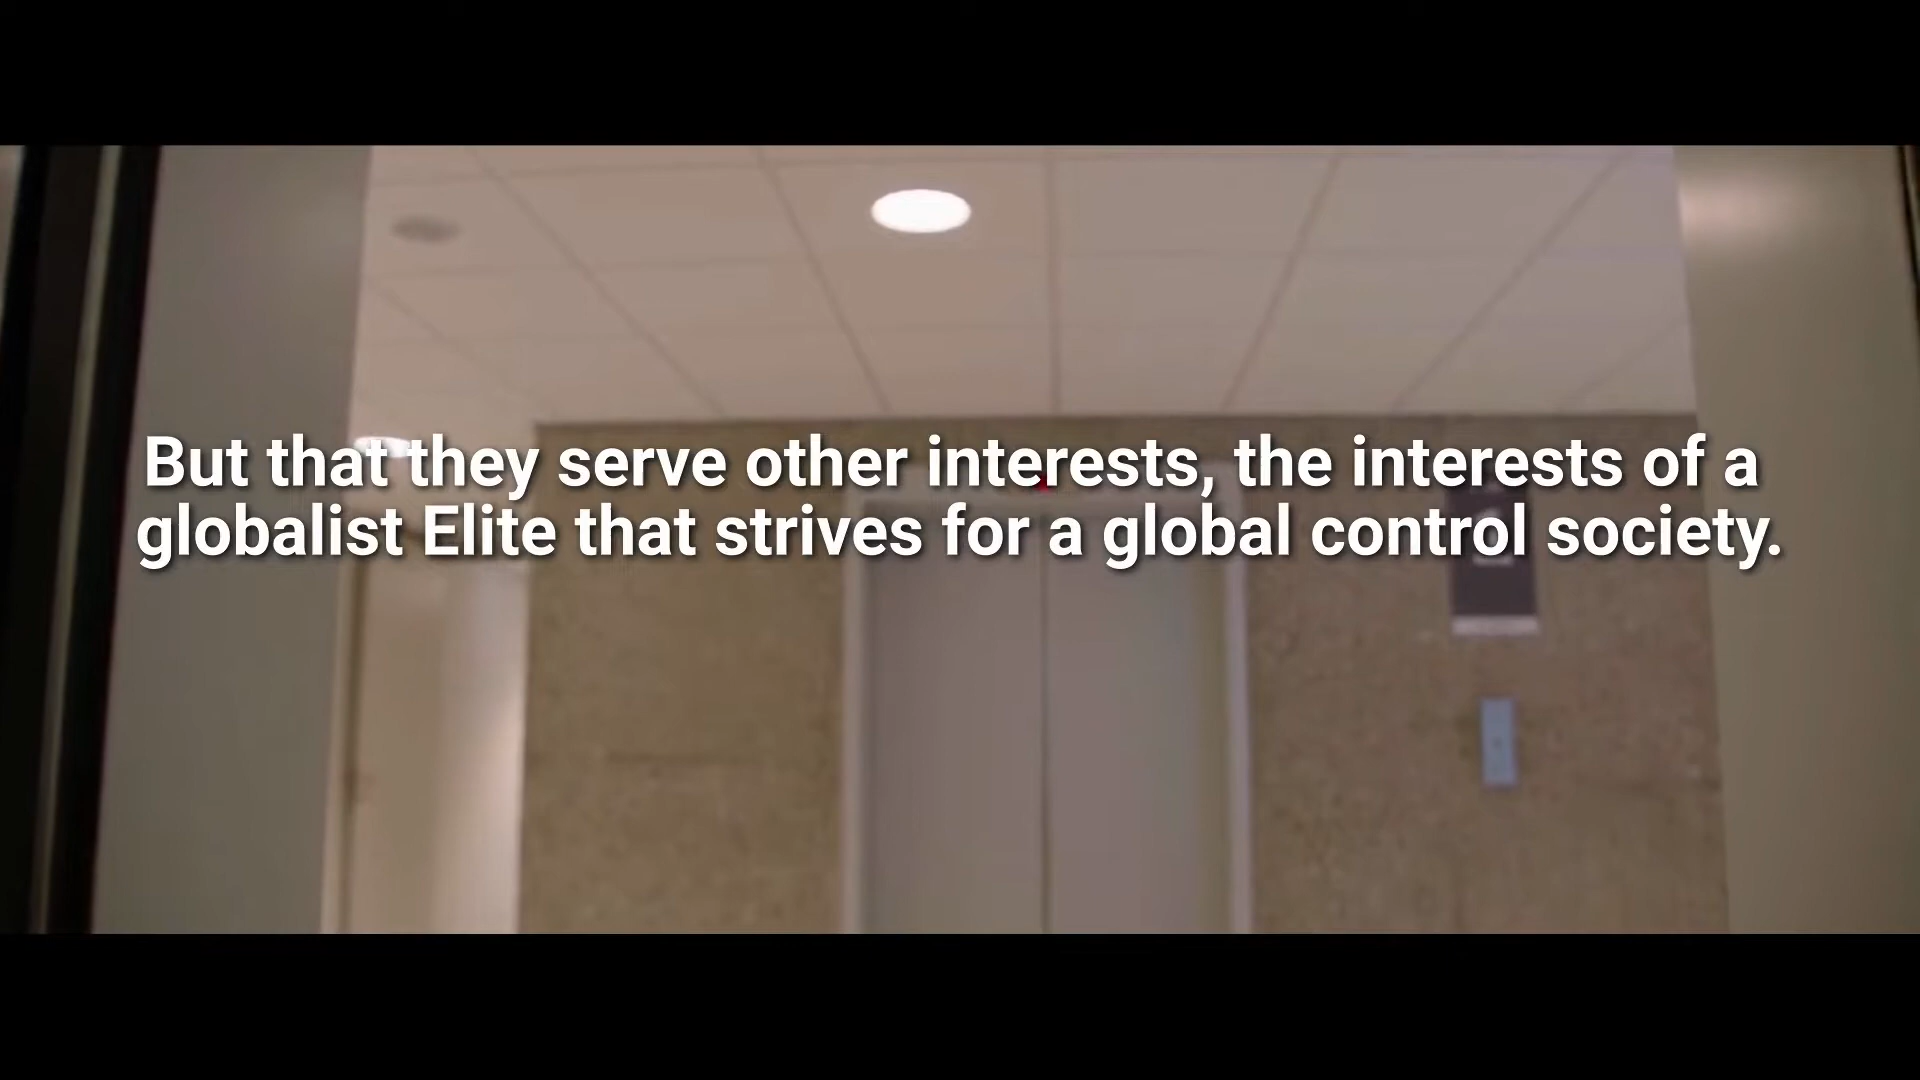 But that they serve other interests, the interests of a
globalist Elite that strives for a global control society.